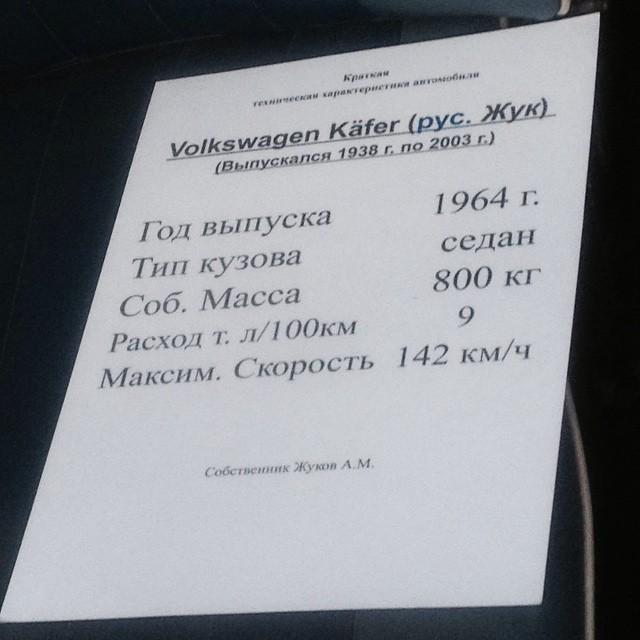 Краткая
техническая характеристика автомобиля
Volkswagen Käfer (рус. Жук)
(Выпускался 1938 г. по 2003 г.)
Год выпуска 1964 г.
Тип кузова седан
Соб. Масса 800 кг
Расход т. л/100км 9
Максим. Скорость 142 км/ч
Собственник Жуков А.М.